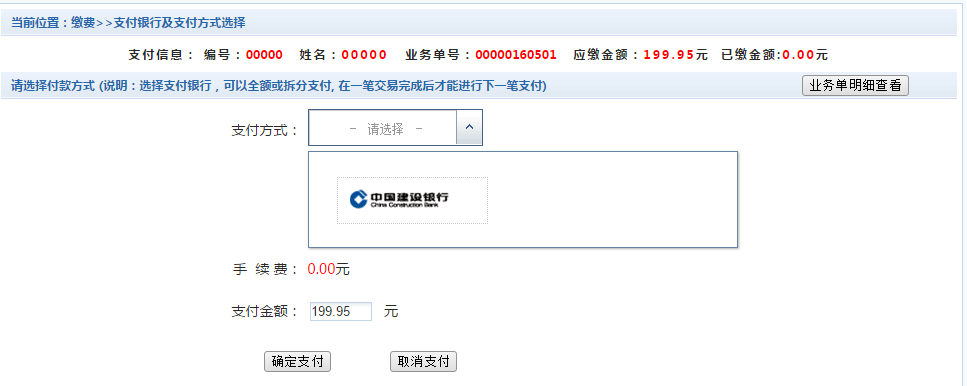 当前位置：缴费>>支付银行及支付方式选择
支付信息： 编号：00000 姓名：00000 业务单号：00000160501 应缴金额：199.95元 已缴金额:0.00元
请选择付款方式 (说明：选择支付银行，可以全额或拆分支付, 在一笔交易完成后才能进行下一笔支付) 业务单明细查看
支付方式： - 请选择 -
中国建设银行
China Construction Bank
手 续 费： 0.00元
支付金额： 199.95 元
确定支付 取消支付